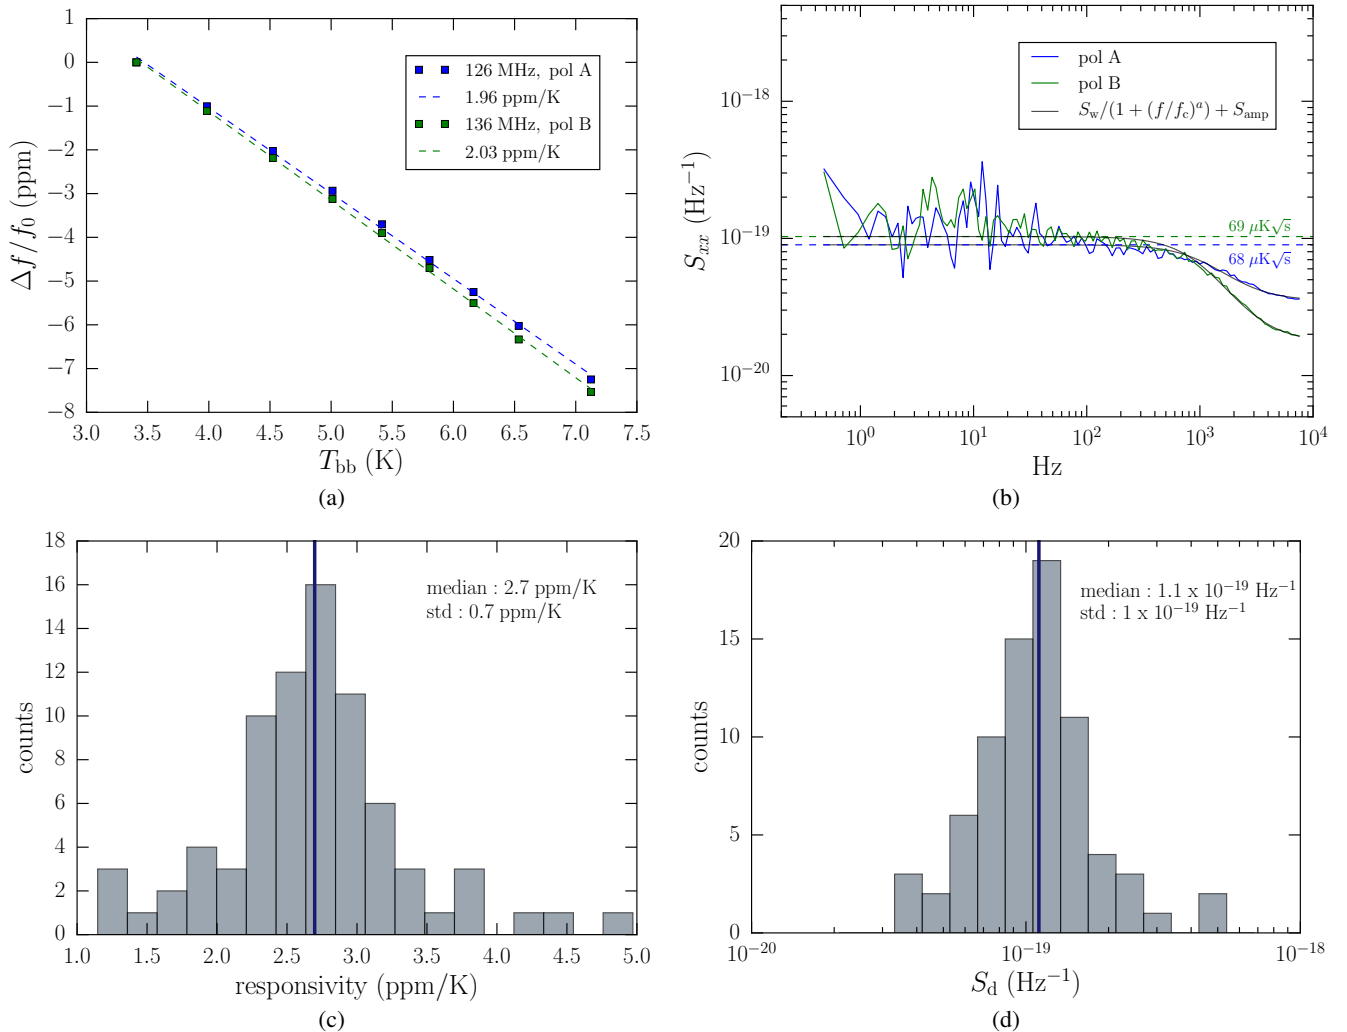 1
0
−1
−2
−3
−4
−5
−6
−7
−8
Δf/f₀ (ppm)
126 MHz, pol A
1.96 ppm/K
136 MHz, pol B
2.03 ppm/K
3.0 3.5 4.0 4.5 5.0 5.5 6.0 6.5 7.0 7.5
T_bb (K)
(a)
10⁻¹⁸
10⁻¹⁹
10⁻²⁰
S_xx (Hz⁻¹)
pol A
pol B
S_w/(1 + (f/f_c)ᵃ) + S_amp
69 μK√s
68 μK√s
10⁰ 10¹ 10² 10³ 10⁴
Hz
(b)
18
16
14
12
10
8
6
4
2
0
counts
median : 2.7 ppm/K
std : 0.7 ppm/K
1.0 1.5 2.0 2.5 3.0 3.5 4.0 4.5 5.0
responsivity (ppm/K)
(c)
20
15
10
5
0
counts
median : 1.1 x 10⁻¹⁹ Hz⁻¹
std : 1 x 10⁻¹⁹ Hz⁻¹
10⁻²⁰ 10⁻¹⁹ 10⁻¹⁸
S_d (Hz⁻¹)
(d)